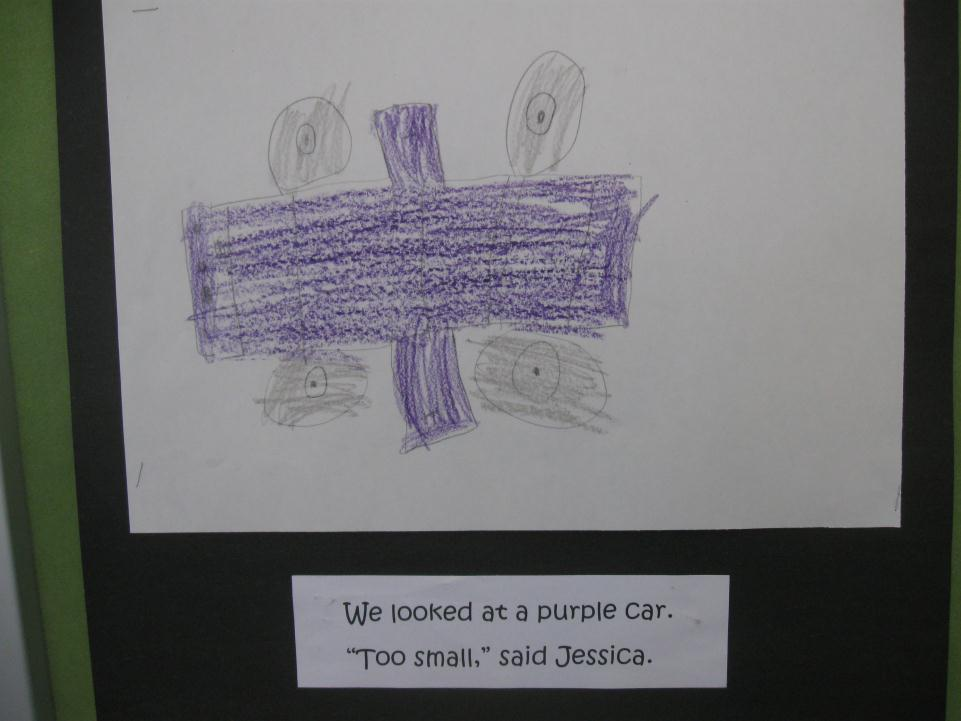 We looked at a purple car.
“Too small,” said Jessica.